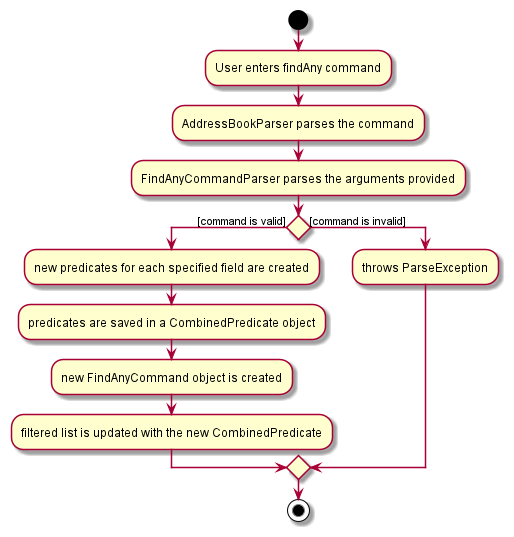 User enters findAny command
AddressBookParser parses the command
FindAnyCommandParser parses the arguments provided
[command is valid]
[command is invalid]
new predicates for each specified field are created
throws ParseException
predicates are saved in a CombinedPredicate object
new FindAnyCommand object is created
filtered list is updated with the new CombinedPredicate